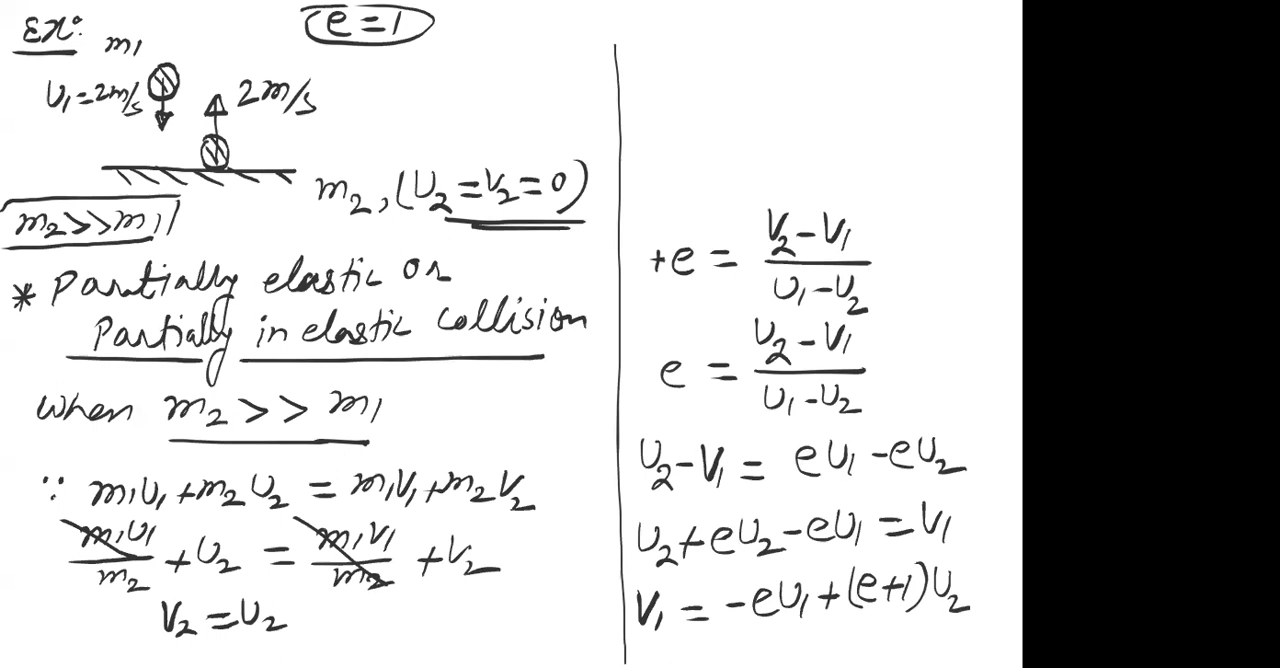 Ex:
e = 1
m₁
U₁ = 2m/s
2m/s
m₂, (U₂ = V₂ = 0)
m₂ >> m₁
* Partially elastic or
Partially in elastic collision
when m₂ >> m₁
∵ m₁U₁ + m₂U₂ = m₁V₁ + m₂V₂
m₁U₁/m₂ + U₂ = m₁V₁/m₂ + V₂
V₂ = U₂
+e = (V₂ - V₁)/(U₁ - U₂)
e = (U₂ - V₁)/(U₁ - U₂)
U₂ - V₁ = eU₁ - eU₂
U₂ + eU₂ - eU₁ = V₁
V₁ = -eU₁ + (e+1)U₂